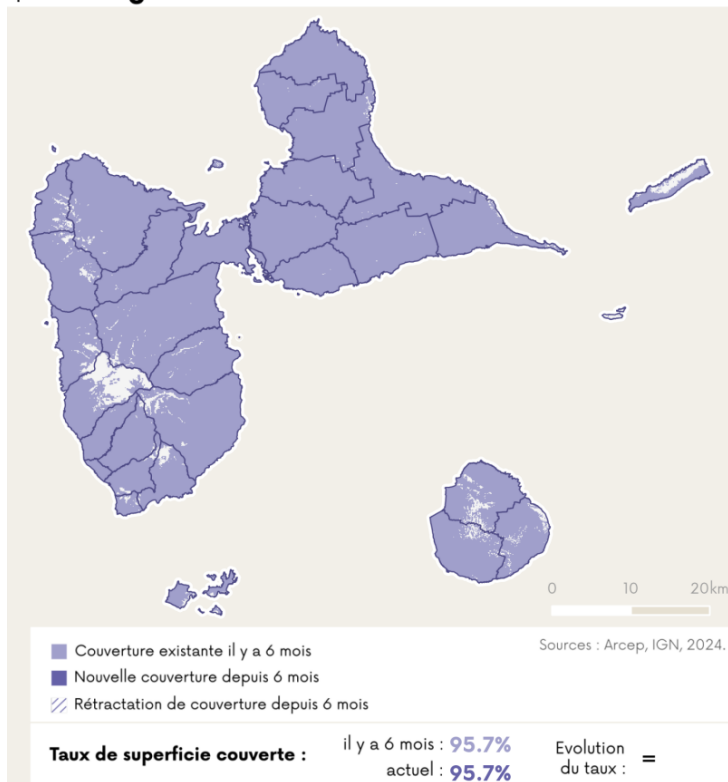 0 10 20km
Sources : Arcep, IGN, 2024.
Couverture existante il y a 6 mois
Nouvelle couverture depuis 6 mois
Rétractation de couverture depuis 6 mois
Taux de superficie couverte :
il y a 6 mois : 95.7%
actuel : 95.7%
Evolution
du taux : =